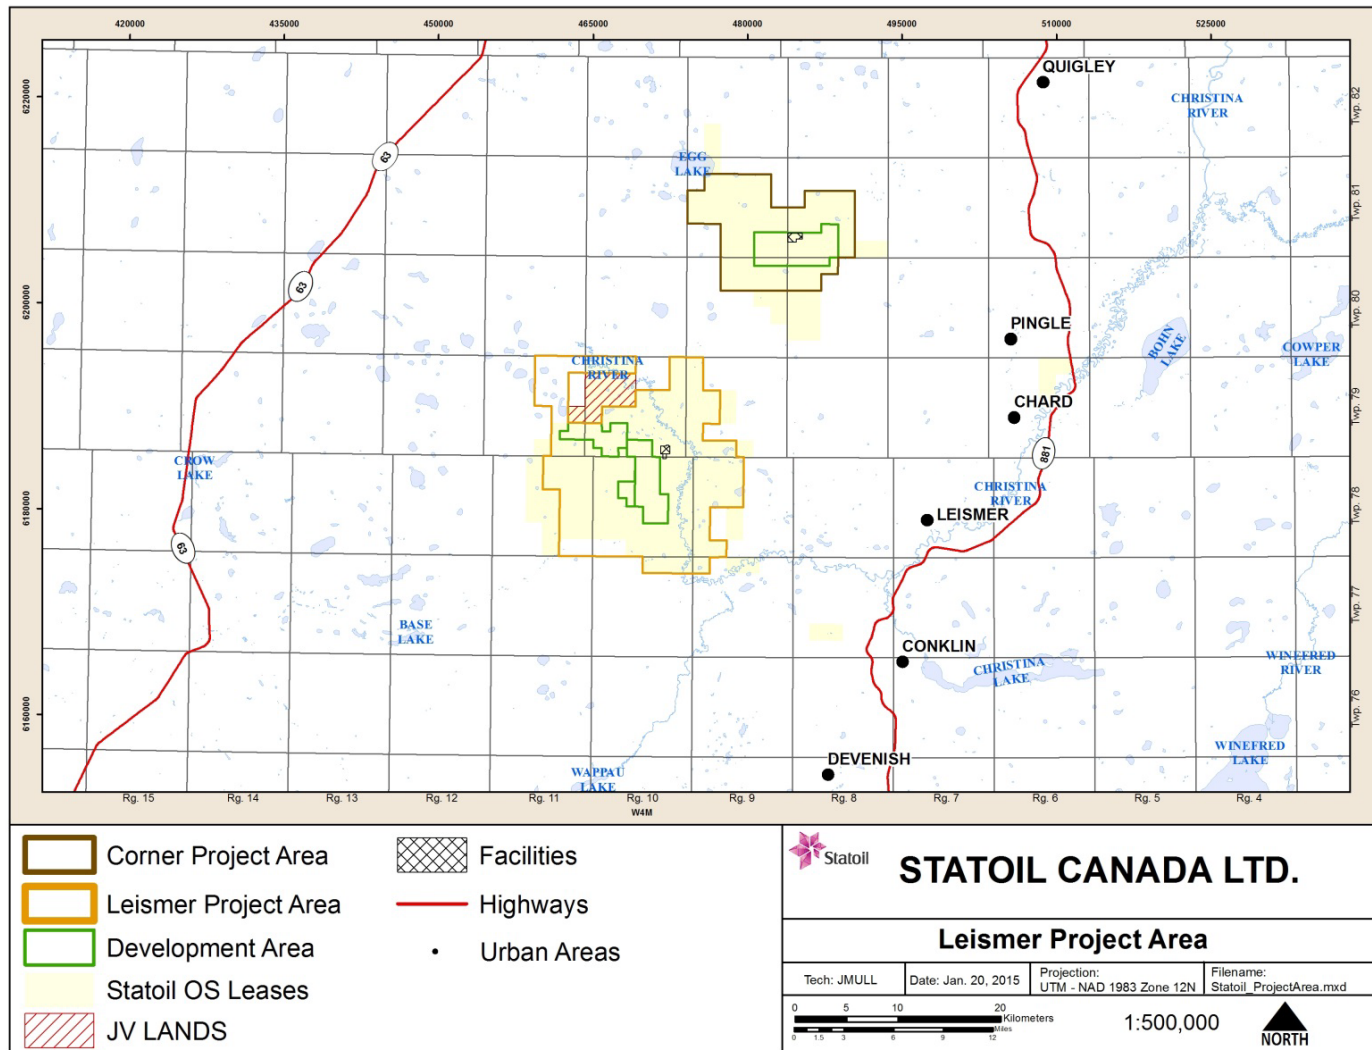 420000 435000 450000 465000 480000 495000 510000 525000
6220000
6200000
6180000
6160000
Twp. 82
Twp. 81
Twp. 80
Twp. 79
Twp. 78
Twp. 77
Twp. 76
QUIGLEY
CHRISTINA
RIVER
63
EGG
LAKE
63
PINGLE
BOHN
LAKE
COWPER
LAKE
CHRISTINA
RIVER
CHARD
881
CROW
LAKE
CHRISTINA
RIVER
LEISMER
63
BASE
LAKE
CONKLIN
CHRISTINA
LAKE
WINEFRED
RIVER
DEVENISH
WINEFRED
LAKE
WAPPAU
LAKE
Rg. 15 Rg. 14 Rg. 13 Rg. 12 Rg. 11 Rg. 10 Rg. 9 Rg. 8 Rg. 7 Rg. 6 Rg. 5 Rg. 4
W4M
Corner Project Area
Leismer Project Area
Development Area
Statoil OS Leases
JV LANDS
Facilities
Highways
Urban Areas
Statoil
STATOIL CANADA LTD.
Leismer Project Area
Tech: JMULL
Date: Jan. 20, 2015
Projection:
UTM - NAD 1983 Zone 12N
Filename:
Statoil_ProjectArea.mxd
0 5 10 20
Kilometers
Miles
0 1.5 3 6 9 12
1:500,000
NORTH